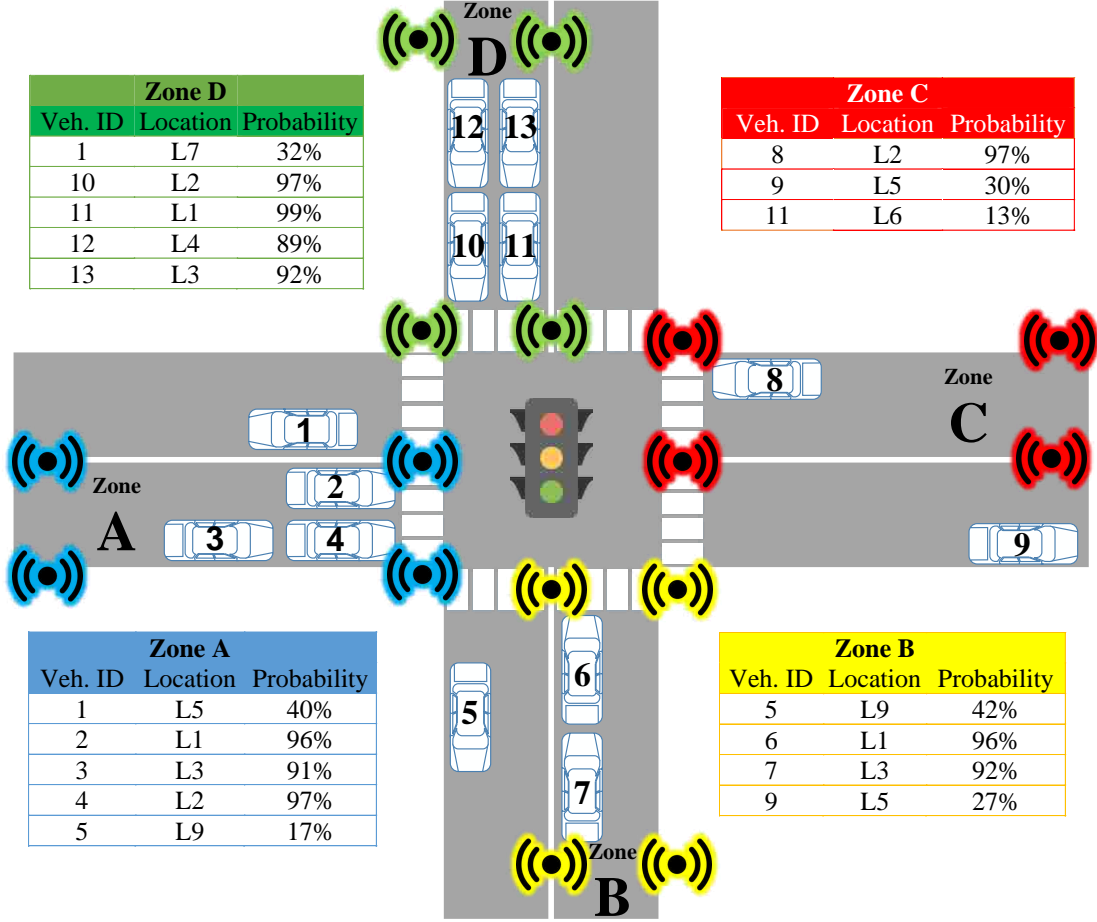 Zone
D
Zone D
Veh. ID Location Probability
1 L7 32%
10 L2 97%
11 L1 99%
12 L4 89%
13 L3 92%
12 13
10 11
Zone C
Veh. ID Location Probability
8 L2 97%
9 L5 30%
11 L6 13%
8
Zone
C
1
Zone
A
2
3 4
9
Zone A
Veh. ID Location Probability
1 L5 40%
2 L1 96%
3 L3 91%
4 L2 97%
5 L9 17%
5
6
7
Zone
B
Zone B
Veh. ID Location Probability
5 L9 42%
6 L1 96%
7 L3 92%
9 L5 27%